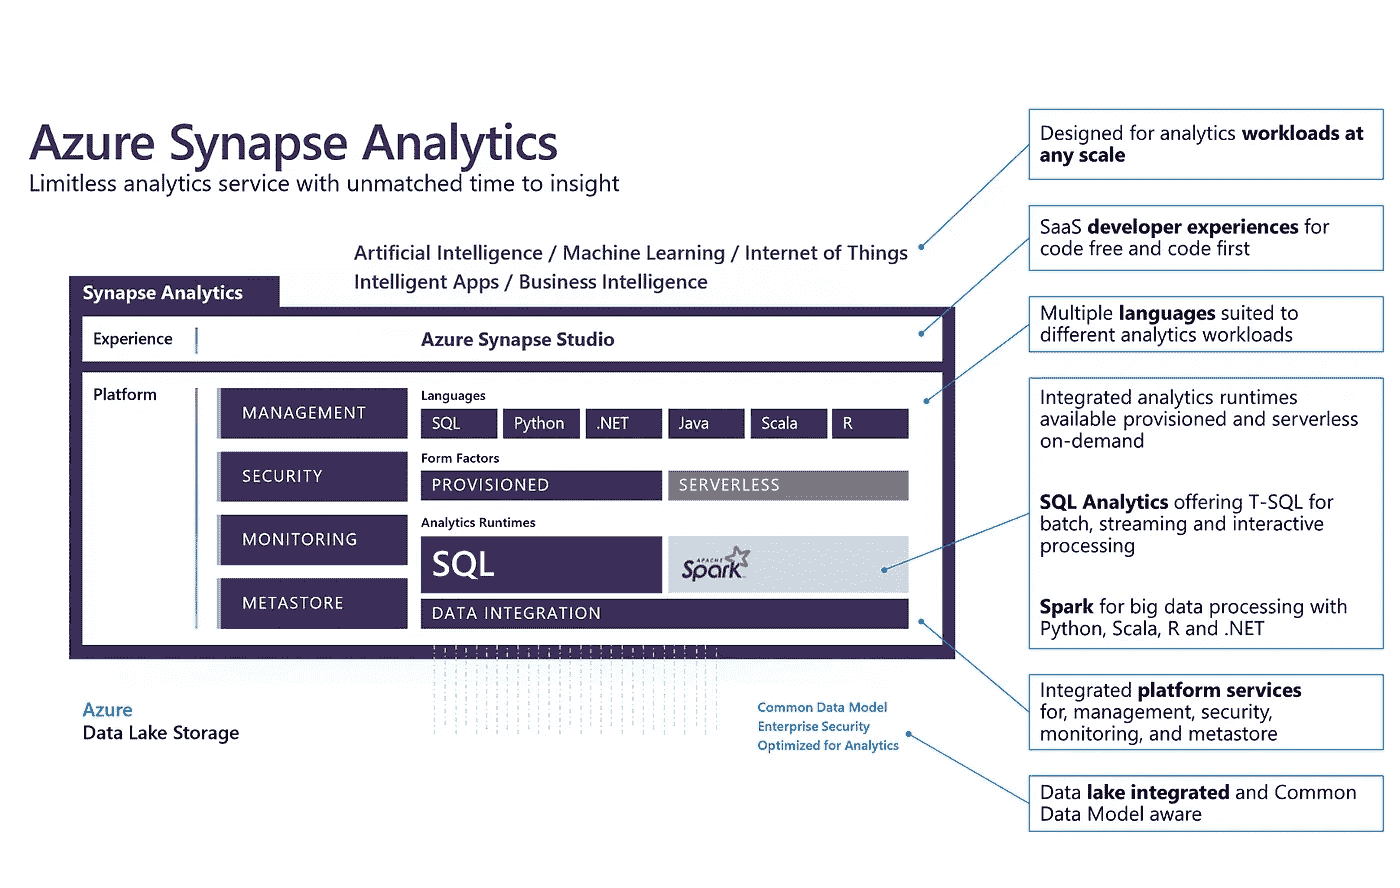 Azure Synapse Analytics
Limitless analytics service with unmatched time to insight
Artificial Intelligence / Machine Learning / Internet of Things
Intelligent Apps / Business Intelligence
Synapse Analytics
Experience
Azure Synapse Studio
Platform
MANAGEMENT
SECURITY
MONITORING
METASTORE
Languages
SQL
Python
.NET
Java
Scala
R
Form Factors
PROVISIONED
SERVERLESS
Analytics Runtimes
SQL
APACHE
Spark
DATA INTEGRATION
Azure
Data Lake Storage
Common Data Model
Enterprise Security
Optimized for Analytics
Designed for analytics workloads at
any scale
SaaS developer experiences for
code free and code first
Multiple languages suited to
different analytics workloads
Integrated analytics runtimes
available provisioned and serverless
on-demand
SQL Analytics offering T-SQL for
batch, streaming and interactive
processing
Spark for big data processing with
Python, Scala, R and .NET
Integrated platform services
for, management, security,
monitoring, and metastore
Data lake integrated and Common
Data Model aware